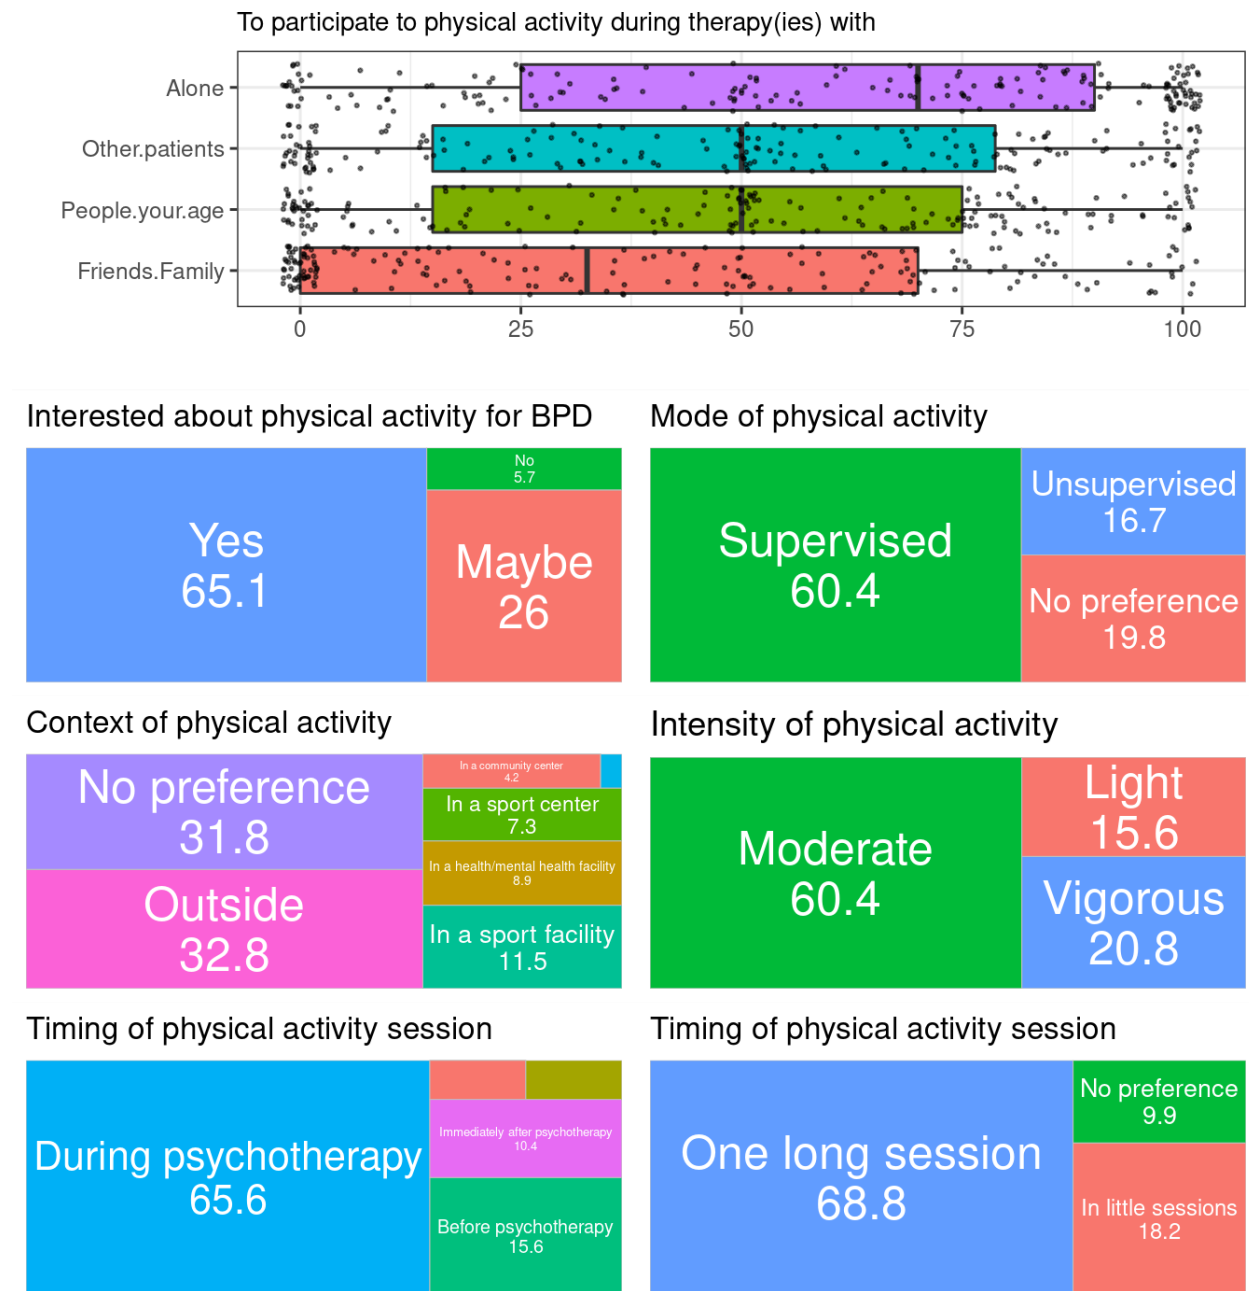 To participate to physical activity during therapy(ies) with
Alone
Other.patients
People.your.age
Friends.Family
0 25 50 75 100
Interested about physical activity for BPD
Yes
65.1
No
5.7
Maybe
26
Mode of physical activity
Supervised
60.4
Unsupervised
16.7
No preference
19.8
Context of physical activity
No preference
31.8
Outside
32.8
In a community center
4.2
In a sport center
7.3
In a health/mental health facility
8.9
In a sport facility
11.5
Intensity of physical activity
Moderate
60.4
Light
15.6
Vigorous
20.8
Timing of physical activity session
During psychotherapy
65.6
Immediately after psychotherapy
10.4
Before psychotherapy
15.6
Timing of physical activity session
One long session
68.8
No preference
9.9
In little sessions
18.2